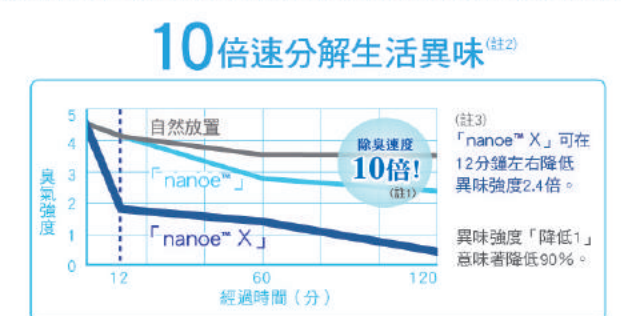 10倍速分解生活異味(註2)
5
4
3
2
1
0
臭氣強度
自然放置
「nanoe™」
「nanoe™ X」
除臭速度
10倍!
(註1)
12
60
120
經過時間(分)
(註3)
「nanoe™ X」可在
12分鐘左右降低
異味強度2.4倍。
異味強度「降低1」
意味著降低90%。